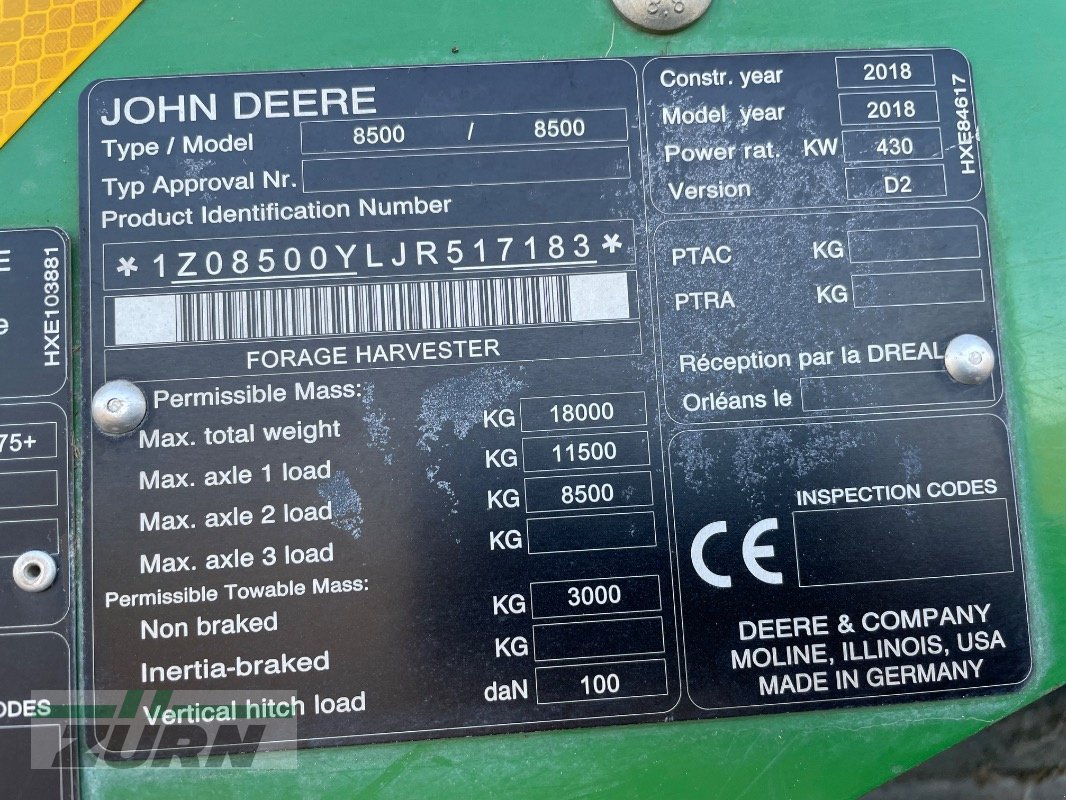 JOHN DEERE
Type / Model 8500 / 8500
Typ Approval Nr.
Product Identification Number
*1Z08500YLJR517183*
FORAGE HARVESTER
Permissible Mass:
Max. total weight KG 18000
Max. axle 1 load KG 11500
Max. axle 2 load KG 8500
Max. axle 3 load KG
Permissible Towable Mass:
Non braked KG 3000
Inertia-braked KG
Vertical hitch load daN 100
Constr. year 2018
Model year 2018
Power rat. KW 430
Version D2
HXE84617
PTAC KG
PTRA KG
Réception par la DREAL
Orléans le
INSPECTION CODES
CE
DEERE & COMPANY
MOLINE, ILLINOIS, USA
MADE IN GERMANY
HXE103881
75+
ODES
ZÜRN
8.8